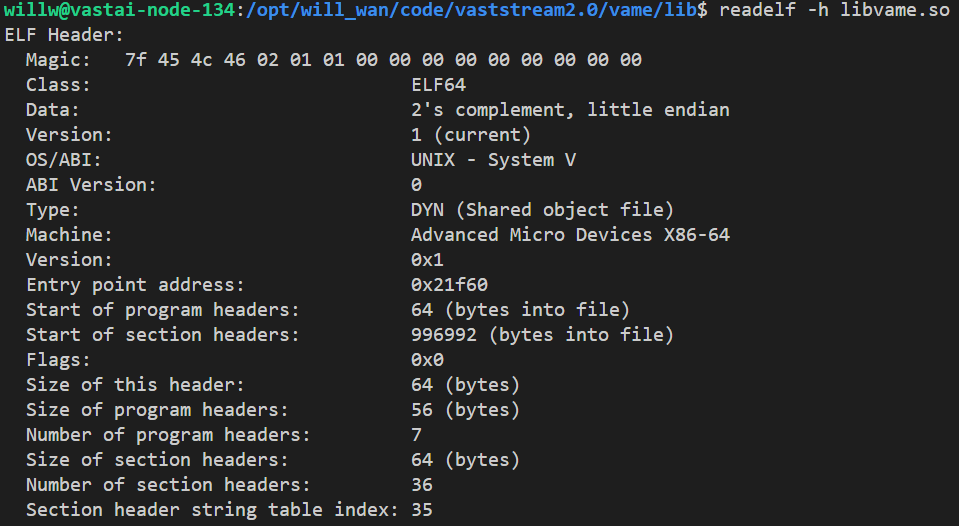 willw@vastai-node-134:/opt/will_wan/code/vaststream2.0/vame/lib$ readelf -h libvame.so
ELF Header:
  Magic:   7f 45 4c 46 02 01 01 00 00 00 00 00 00 00 00 00
  Class:                             ELF64
  Data:                              2's complement, little endian
  Version:                           1 (current)
  OS/ABI:                            UNIX - System V
  ABI Version:                       0
  Type:                              DYN (Shared object file)
  Machine:                           Advanced Micro Devices X86-64
  Version:                           0x1
  Entry point address:               0x21f60
  Start of program headers:          64 (bytes into file)
  Start of section headers:          996992 (bytes into file)
  Flags:                             0x0
  Size of this header:               64 (bytes)
  Size of program headers:           56 (bytes)
  Number of program headers:         7
  Size of section headers:           64 (bytes)
  Number of section headers:         36
  Section header string table index: 35